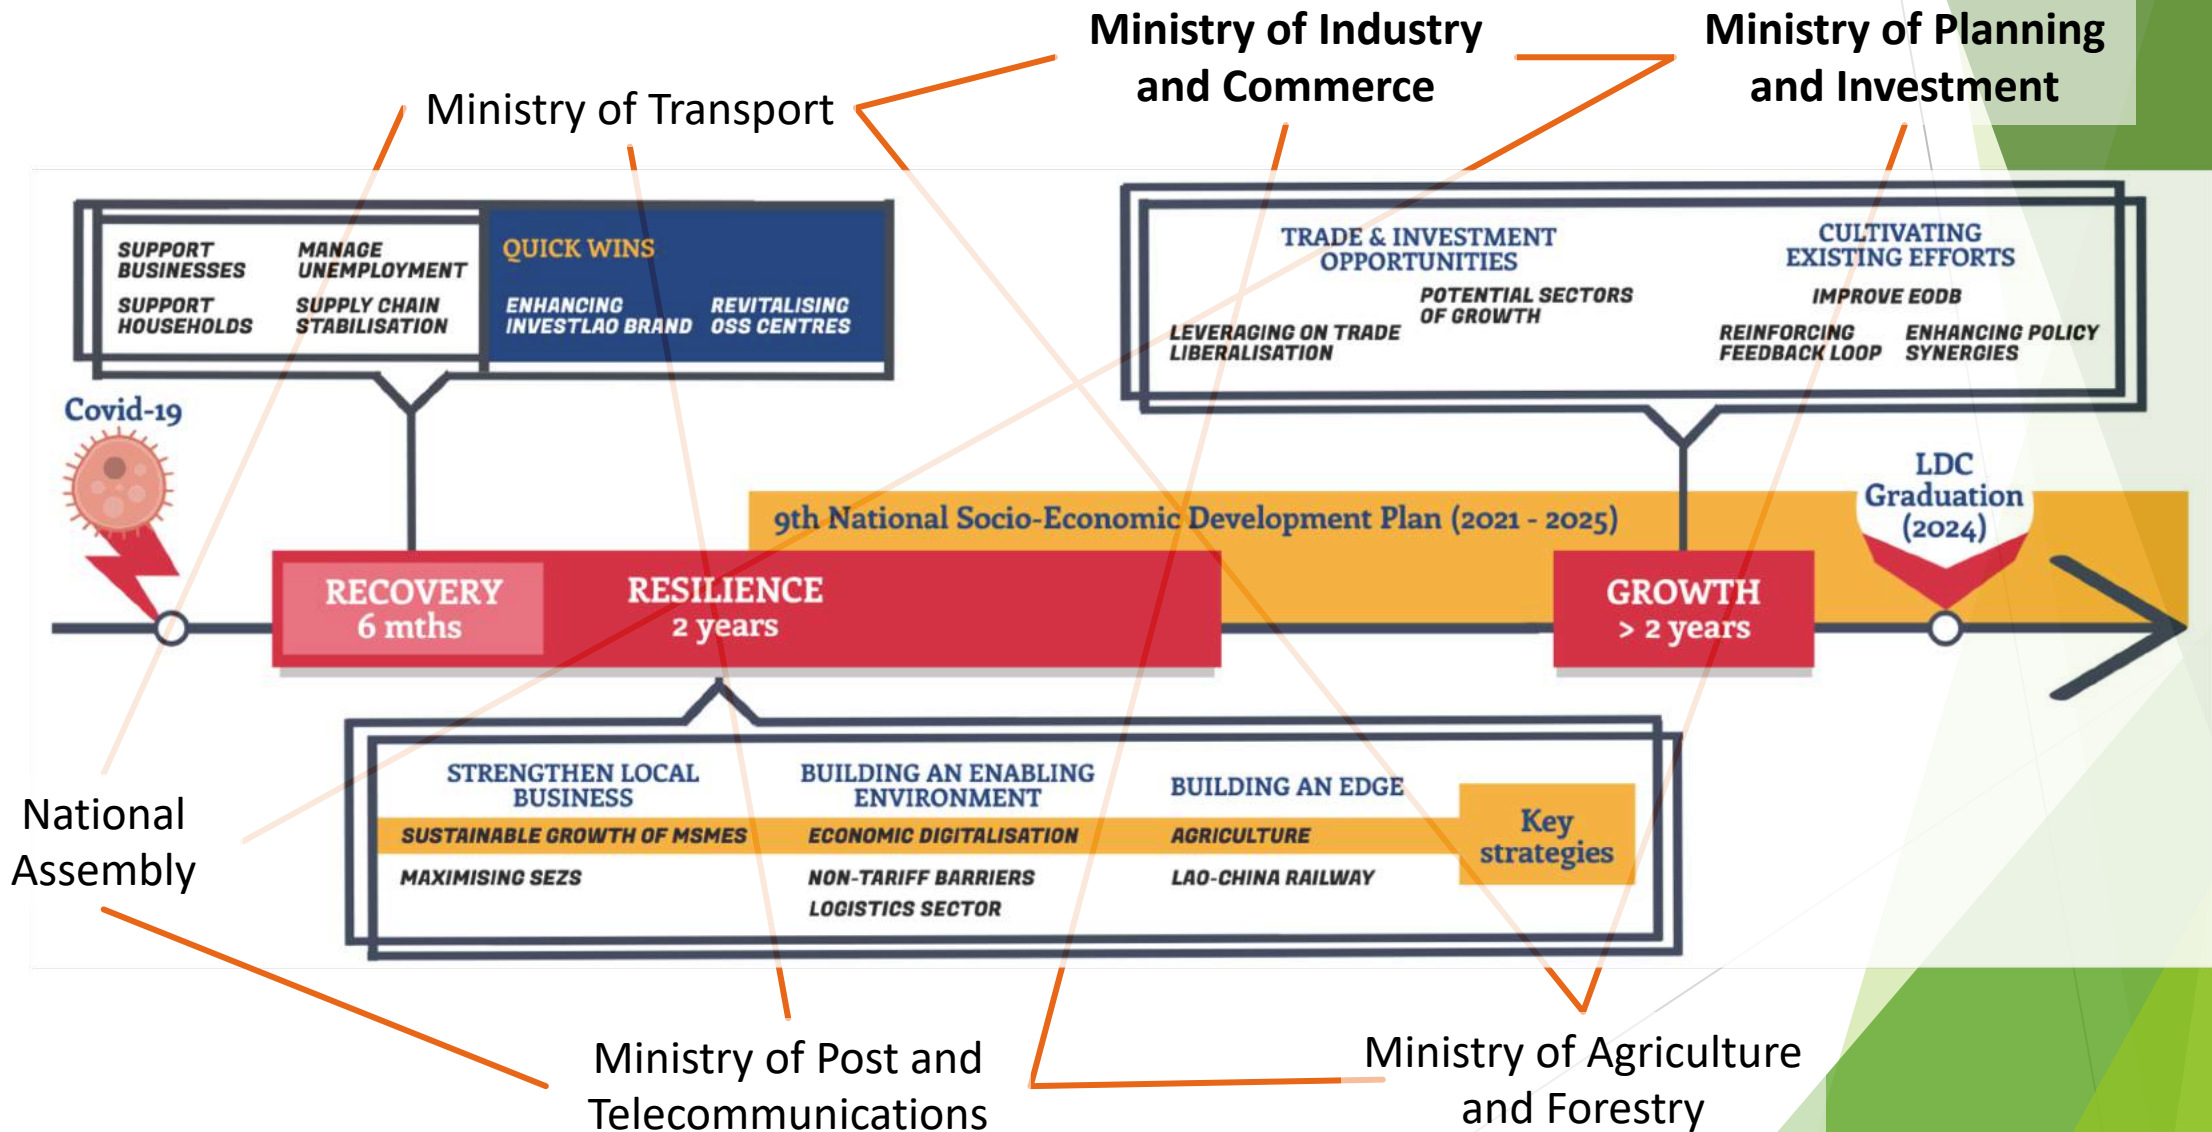 Ministry of Industry
and Commerce
Ministry of Planning
and Investment
Ministry of Transport
SUPPORT
BUSINESSES
MANAGE
UNEMPLOYMENT
SUPPORT
HOUSEHOLDS
SUPPLY CHAIN
STABILISATION
QUICK WINS
ENHANCING
INVESTLAO BRAND
REVITALISING
OSS CENTRES
TRADE & INVESTMENT
OPPORTUNITIES
POTENTIAL SECTORS
OF GROWTH
LEVERAGING ON TRADE
LIBERALISATION
CULTIVATING
EXISTING EFFORTS
IMPROVE EODB
REINFORCING
FEEDBACK LOOP
ENHANCING POLICY
SYNERGIES
Covid-19
LDC
Graduation
(2024)
9th National Socio-Economic Development Plan (2021 - 2025)
RECOVERY
6 mths
RESILIENCE
2 years
GROWTH
> 2 years
STRENGTHEN LOCAL
BUSINESS
BUILDING AN ENABLING
ENVIRONMENT
BUILDING AN EDGE
Key
strategies
SUSTAINABLE GROWTH OF MSMES
ECONOMIC DIGITALISATION
AGRICULTURE
MAXIMISING SEZS
NON-TARIFF BARRIERS
LAO-CHINA RAILWAY
LOGISTICS SECTOR
National
Assembly
Ministry of Post and
Telecommunications
Ministry of Agriculture
and Forestry